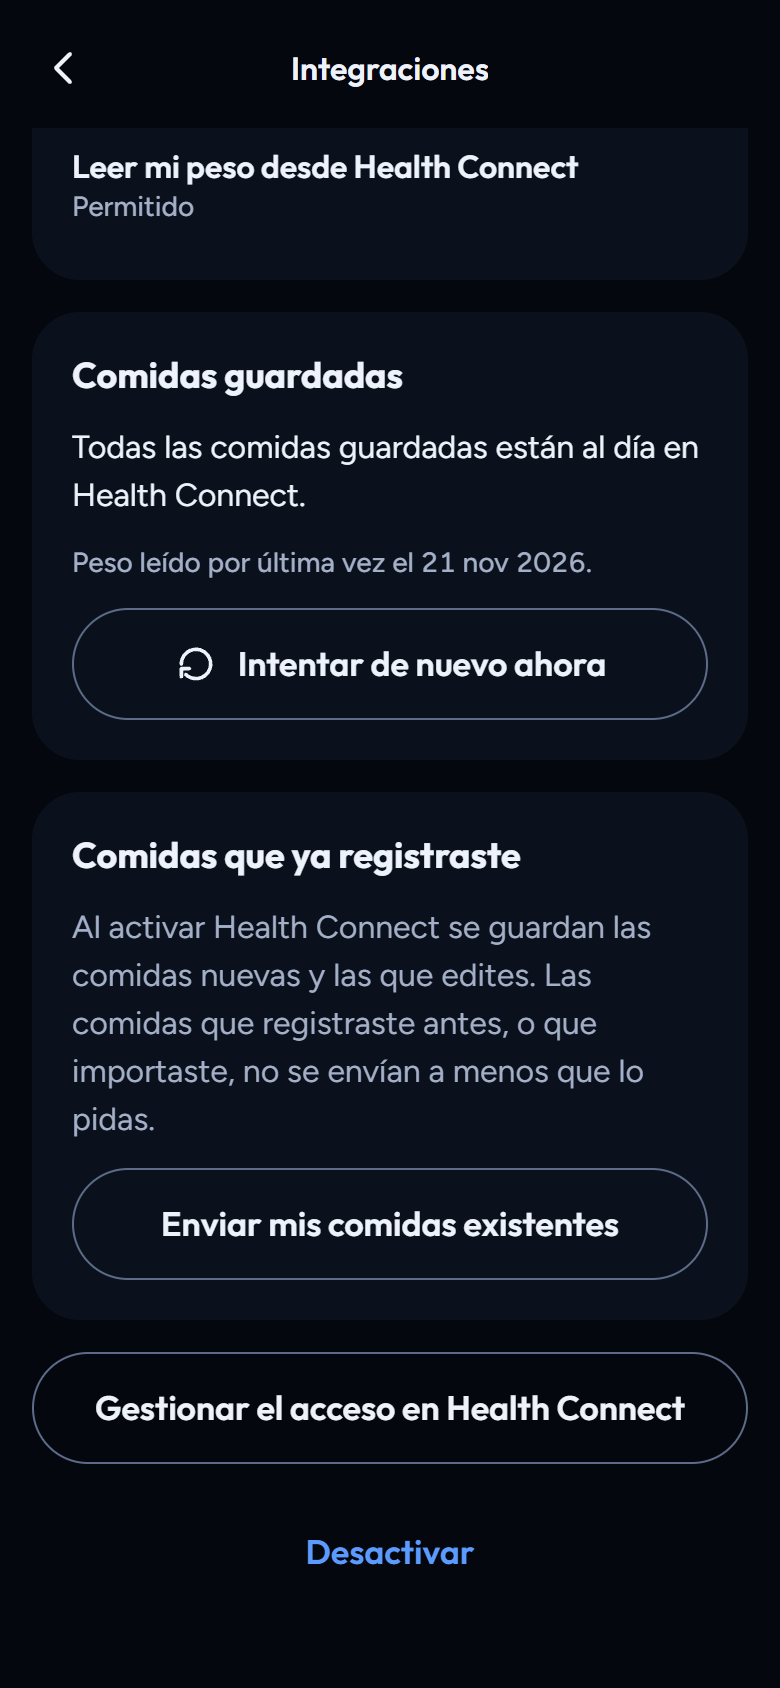 Integraciones
Leer mi peso desde Health Connect
Permitido
Comidas guardadas
Todas las comidas guardadas están al día en
Health Connect.
Peso leído por última vez el 21 nov 2026.
Intentar de nuevo ahora
Comidas que ya registraste
Al activar Health Connect se guardan las
comidas nuevas y las que edites. Las
comidas que registraste antes, o que
importaste, no se envían a menos que lo
pidas.
Enviar mis comidas existentes
Gestionar el acceso en Health Connect
Desactivar